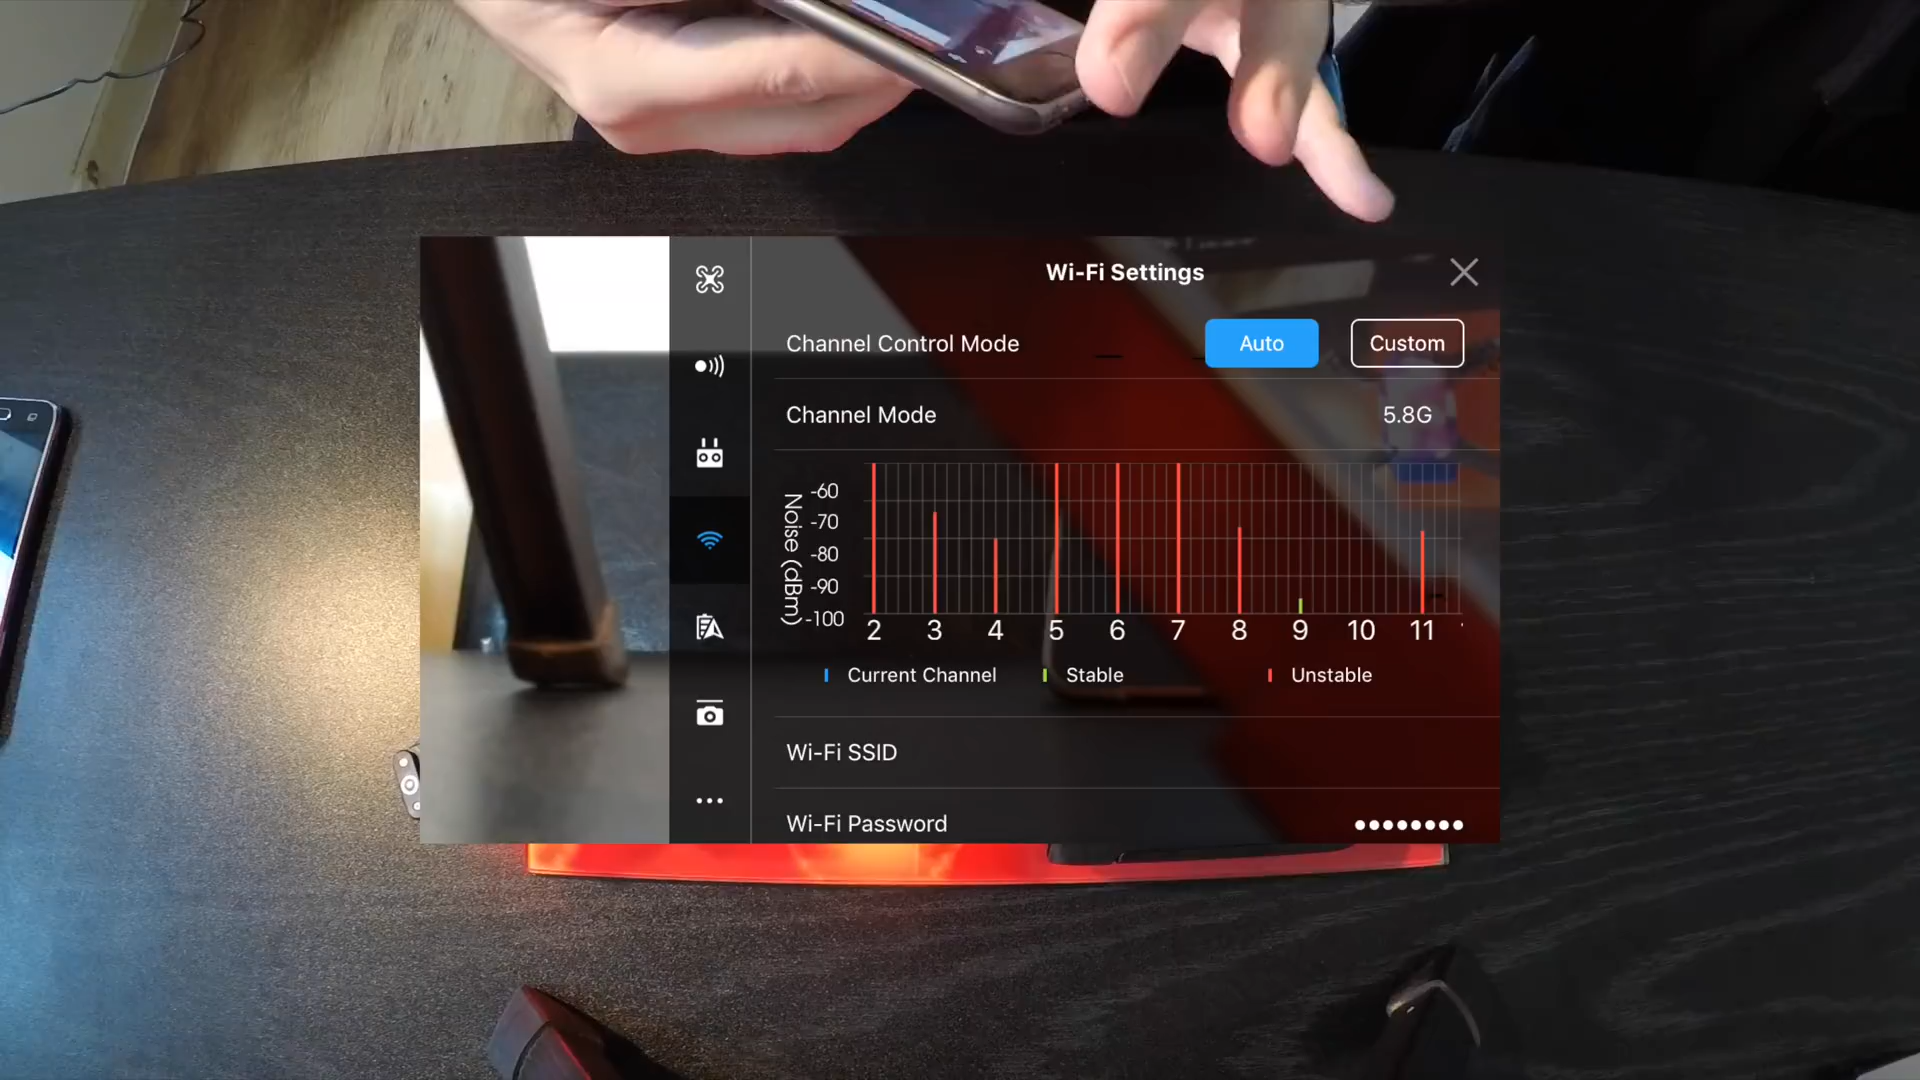 Wi-Fi Settings
Channel Control Mode Auto Custom
Channel Mode 5.8G
Noise (dBm)
-60
-70
-80
-90
-100
2 3 4 5 6 7 8 9 10 11
Current Channel Stable Unstable
Wi-Fi SSID
Wi-Fi Password ••••••••